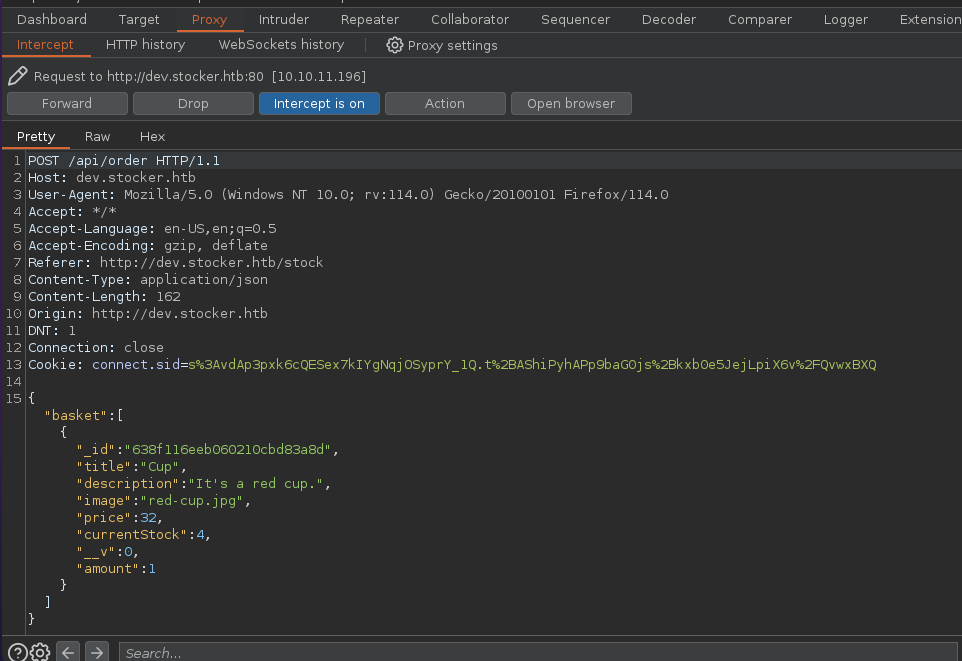 Dashboard Target Proxy Intruder Repeater Collaborator Sequencer Decoder Comparer Logger Extension
Intercept HTTP history WebSockets history Proxy settings
Request to http://dev.stocker.htb:80 [10.10.11.196]
Forward Drop Intercept is on Action Open browser
Pretty Raw Hex
1 POST /api/order HTTP/1.1
2 Host: dev.stocker.htb
3 User-Agent: Mozilla/5.0 (Windows NT 10.0; rv:114.0) Gecko/20100101 Firefox/114.0
4 Accept: */*
5 Accept-Language: en-US,en;q=0.5
6 Accept-Encoding: gzip, deflate
7 Referer: http://dev.stocker.htb/stock
8 Content-Type: application/json
9 Content-Length: 162
10 Origin: http://dev.stocker.htb
11 DNT: 1
12 Connection: close
13 Cookie: connect.sid=s%3AvdAp3pxk6cQESex7kIYgNqjOSyprY_lQ.t%2BAShiPyhAPp9baG0js%2Bkxb0e5JejLpiX6v%2FQvwxBXQ
14
15 {
"basket":[
{
"_id":"638f116eeb060210cbd83a8d",
"title":"Cup",
"description":"It's a red cup.",
"image":"red-cup.jpg",
"price":32,
"currentStock":4,
"__v":0,
"amount":1
}
]
}
Search...